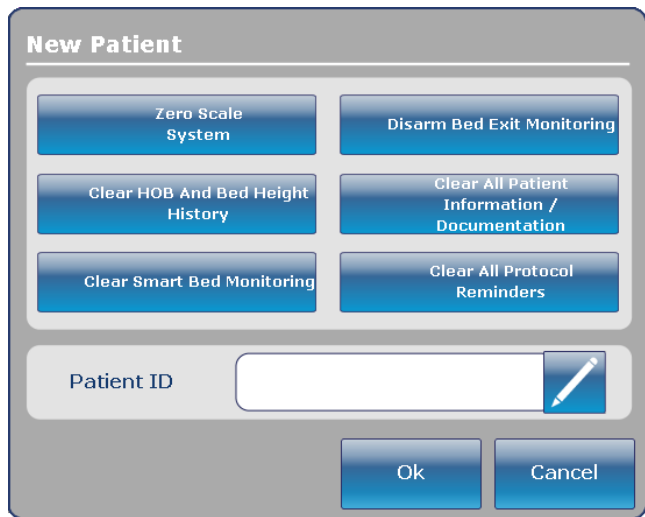 New Patient
Zero Scale
System
Disarm Bed Exit Monitoring
Clear HOB And Bed Height
History
Clear All Patient
Information /
Documentation
Clear Smart Bed Monitoring
Clear All Protocol
Reminders
Patient ID
Ok
Cancel